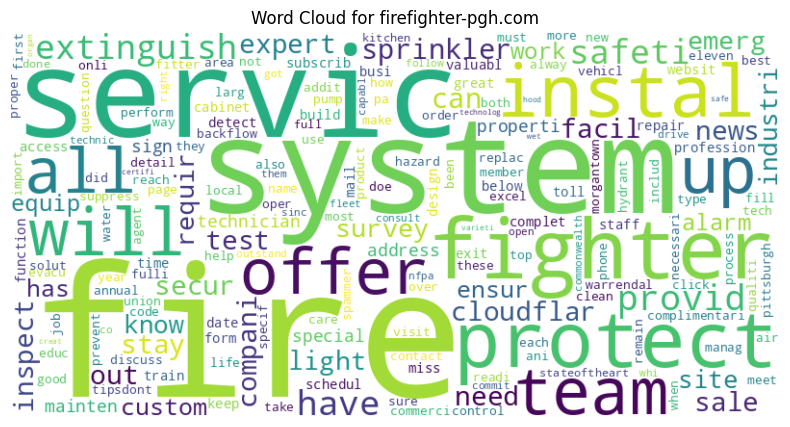 Word Cloud for firefighter-pgh.com
fire
system
servic
fighter
protect
instal
team
up
all
will
offer
can
extinguish
expert
sprinkler
work
safeti
emerg
industri
facil
news
properti
sign
requir
equip
technician
test
survey
address
alarm
ensur
provid
cloudflar
secur
compani
light
special
know
stay
has
inspect
out
custom
mainten
have
need
site
sale
first
done
proper
question
onli
fitter
area
not
subscrib
kitchen
busi
how
pa
valuabl
great
alway
vehicl
must
more
new
websit
eleven
best
perform
way
larg
cabinet
detect
got
right
addit
pump
build
make
full
backflow
follow
capabl
both
order
technolog
hood
safe
repair
drive
profession
import
access
technic
did
certifi
they
detail
reach
page
suppress
water
agent
also
them
local
name
use
oper
sinc
product
doe
mail
fleet
most
consult
design
hazard
been
member
below
wet
replac
excel
toll
morgantown
hydrant
includ
type
fill
tech
staff
complet
open
exit
top
these
varieti
commonwealth
phone
necessari
process
qualiti
pittsburgh
function
solut
evacu
time
fulli
year
annual
union
code
job
prevent
co
creat
educ
good
discuss
tipsdont
train
date
form
life
help
outstand
specif
keep
schedul
care
take
spammer
nfpa
over
visit
contact
miss
sure
commerci
readi
commit
control
each
ani
stateoftheart
warrendal
clean
click
complimentari
remain
manag
whi
when
air
meet
organ